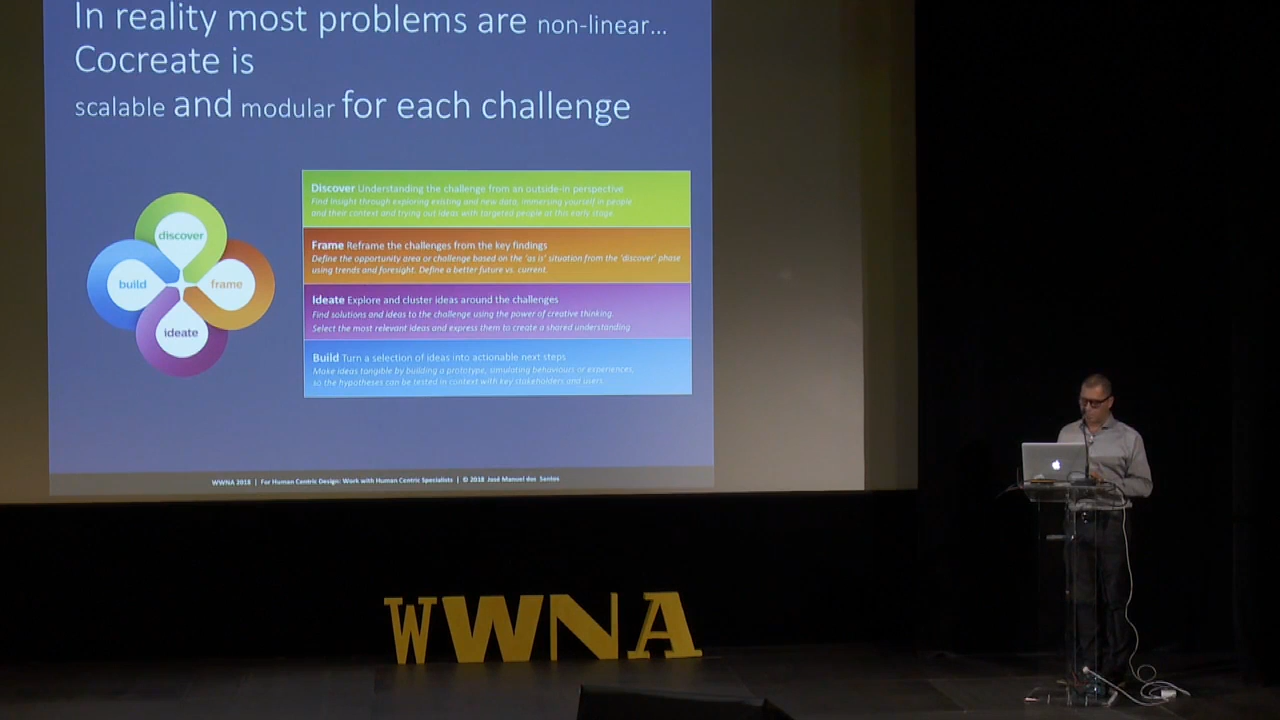 In reality most problems are non-linear...
Cocreate is
scalable and modular for each challenge
discover
build
frame
ideate
Discover Understanding the challenge from an outside-in perspective
Find insight through exploring existing and new data, immersing yourself in people
and their context and trying out ideas with targeted people at this early stage.
Frame Reframe the challenges from the key findings
Define the opportunity area or challenge based on the 'as is' situation from the 'discover' phase
using trends and foresight. Define a better future vs. current.
Ideate Explore and cluster ideas around the challenges
Find solutions and ideas to the challenge using the power of creative thinking.
Select the most relevant ideas and express them to create a shared understanding
Build Turn a selection of ideas into actionable next steps
Make ideas tangible by building a prototype, simulating behaviours or experiences,
so the hypotheses can be tested in context with key stakeholders and users.
WWNA 2018 | For Human Centric Design: Work with Human Centric Specialists | © 2018 José Manuel dos Santos
WWNA